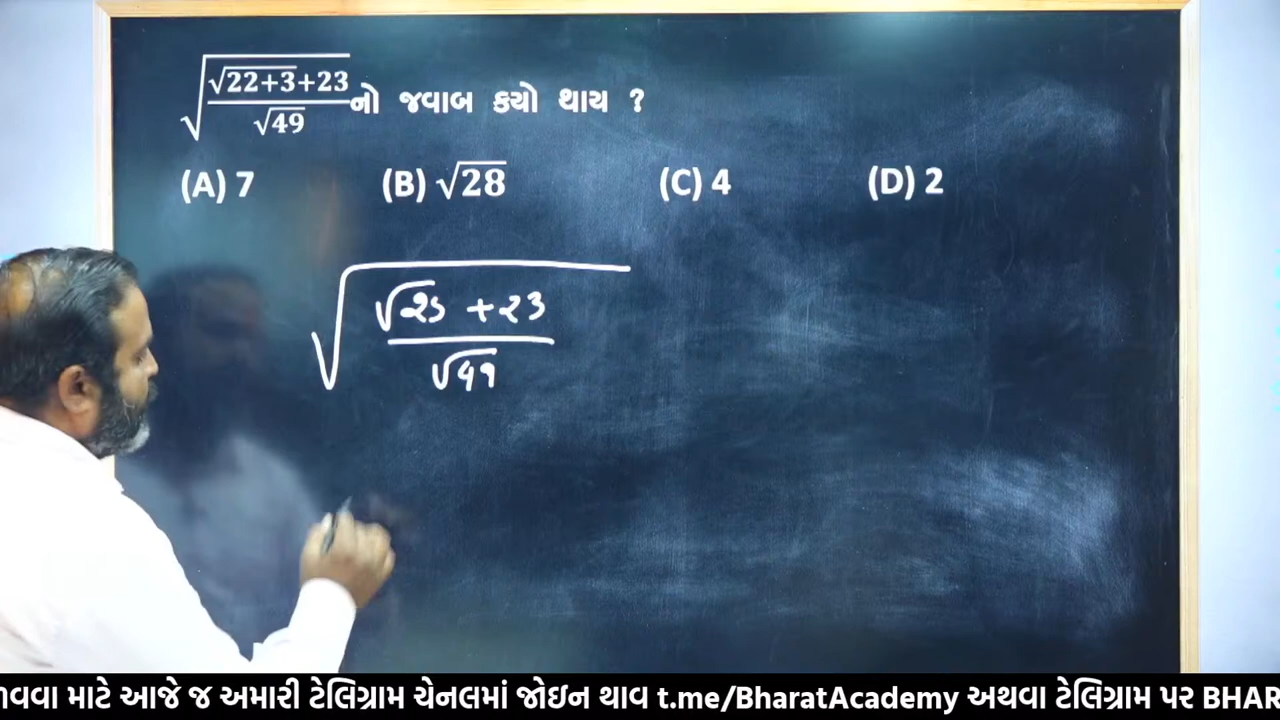 √((√(22+3)+23)/√49) નો જવાબ કયો થાય ?
(A) 7 (B) √28 (C) 4 (D) 2
√((√25 + 23)/√49)
માટે આજે જ અમારી ટેલિગ્રામ ચેનલમાં જોઇન થાવ t.me/BharatAcademy અથવા ટેલિગ્રામ પર BHAR